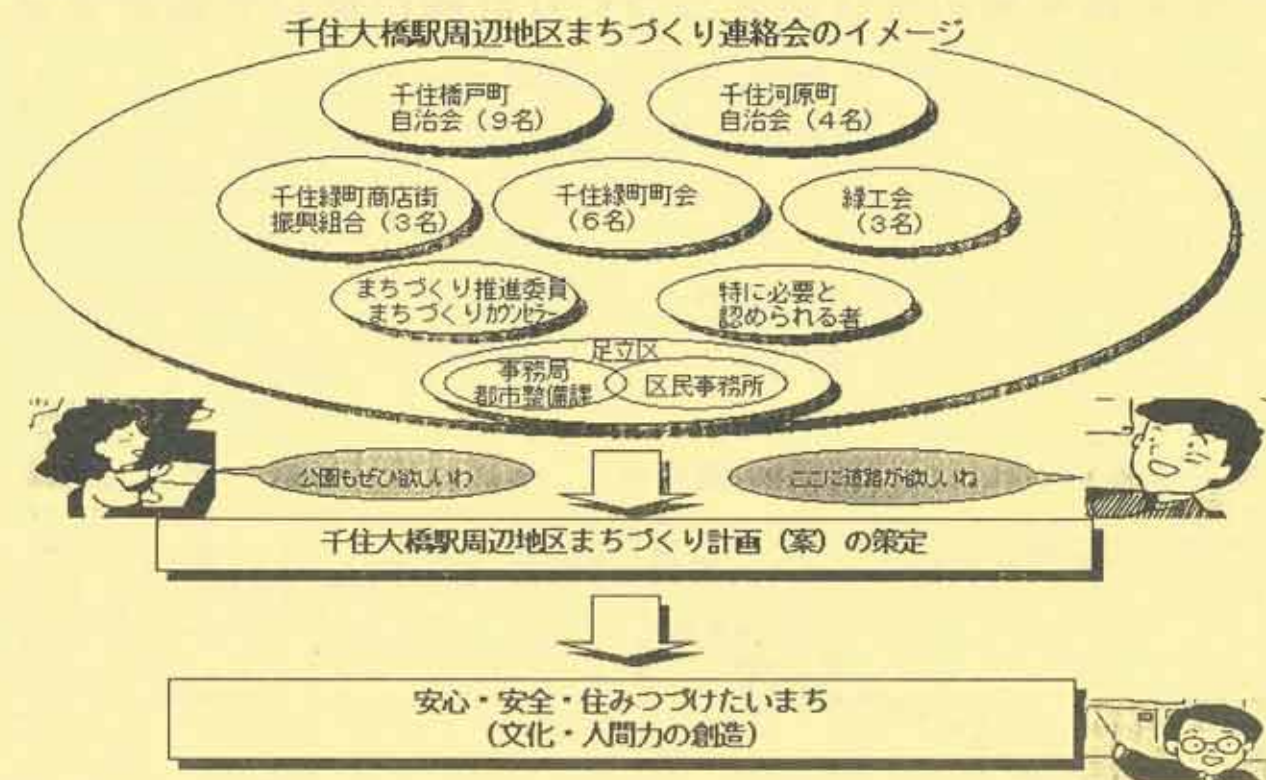 千住大橋駅周辺地区まちづくり連絡会のイメージ
千住橋戸町
自治会（9名）
千住河原町
自治会（4名）
千住緑町商店街
振興組合（3名）
千住緑町町会
（6名）
緑工会
（3名）
まちづくり推進委員
まちづくりｶｳﾝｾﾗｰ
特に必要と
認められる者
足立区
事務局
都市整備課
区民事務所
公園もぜひ欲しいわ
ここに道路が欲しいね
千住大橋駅周辺地区まちづくり計画（案）の策定
安心・安全・住みつづけたいまち
（文化・人間力の創造）